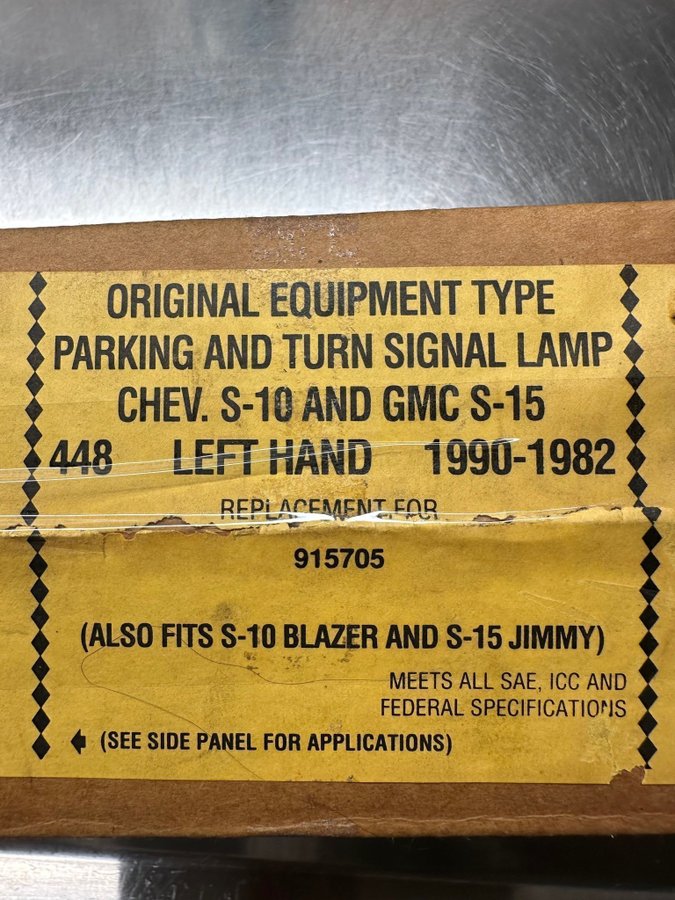 ORIGINAL EQUIPMENT TYPE
PARKING AND TURN SIGNAL LAMP
CHEV. S-10 AND GMC S-15
448 LEFT HAND 1990-1982
REPLACEMENT FOR
915705
(ALSO FITS S-10 BLAZER AND S-15 JIMMY)
MEETS ALL SAE, ICC AND
FEDERAL SPECIFICATIONS
(SEE SIDE PANEL FOR APPLICATIONS)